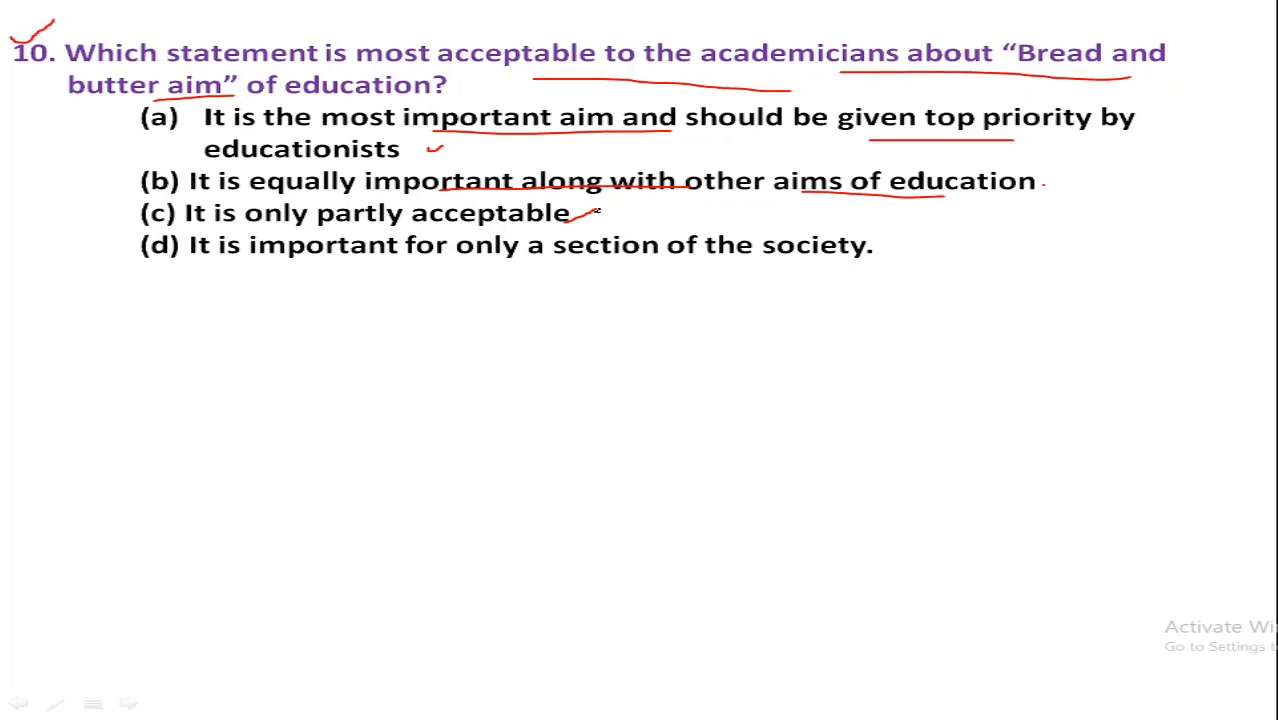 10. Which statement is most acceptable to the academicians about “Bread and
butter aim” of education?
(a) It is the most important aim and should be given top priority by
educationists
(b) It is equally important along with other aims of education
(c) It is only partly acceptable
(d) It is important for only a section of the society.
Activate Wi
Go to Settings t